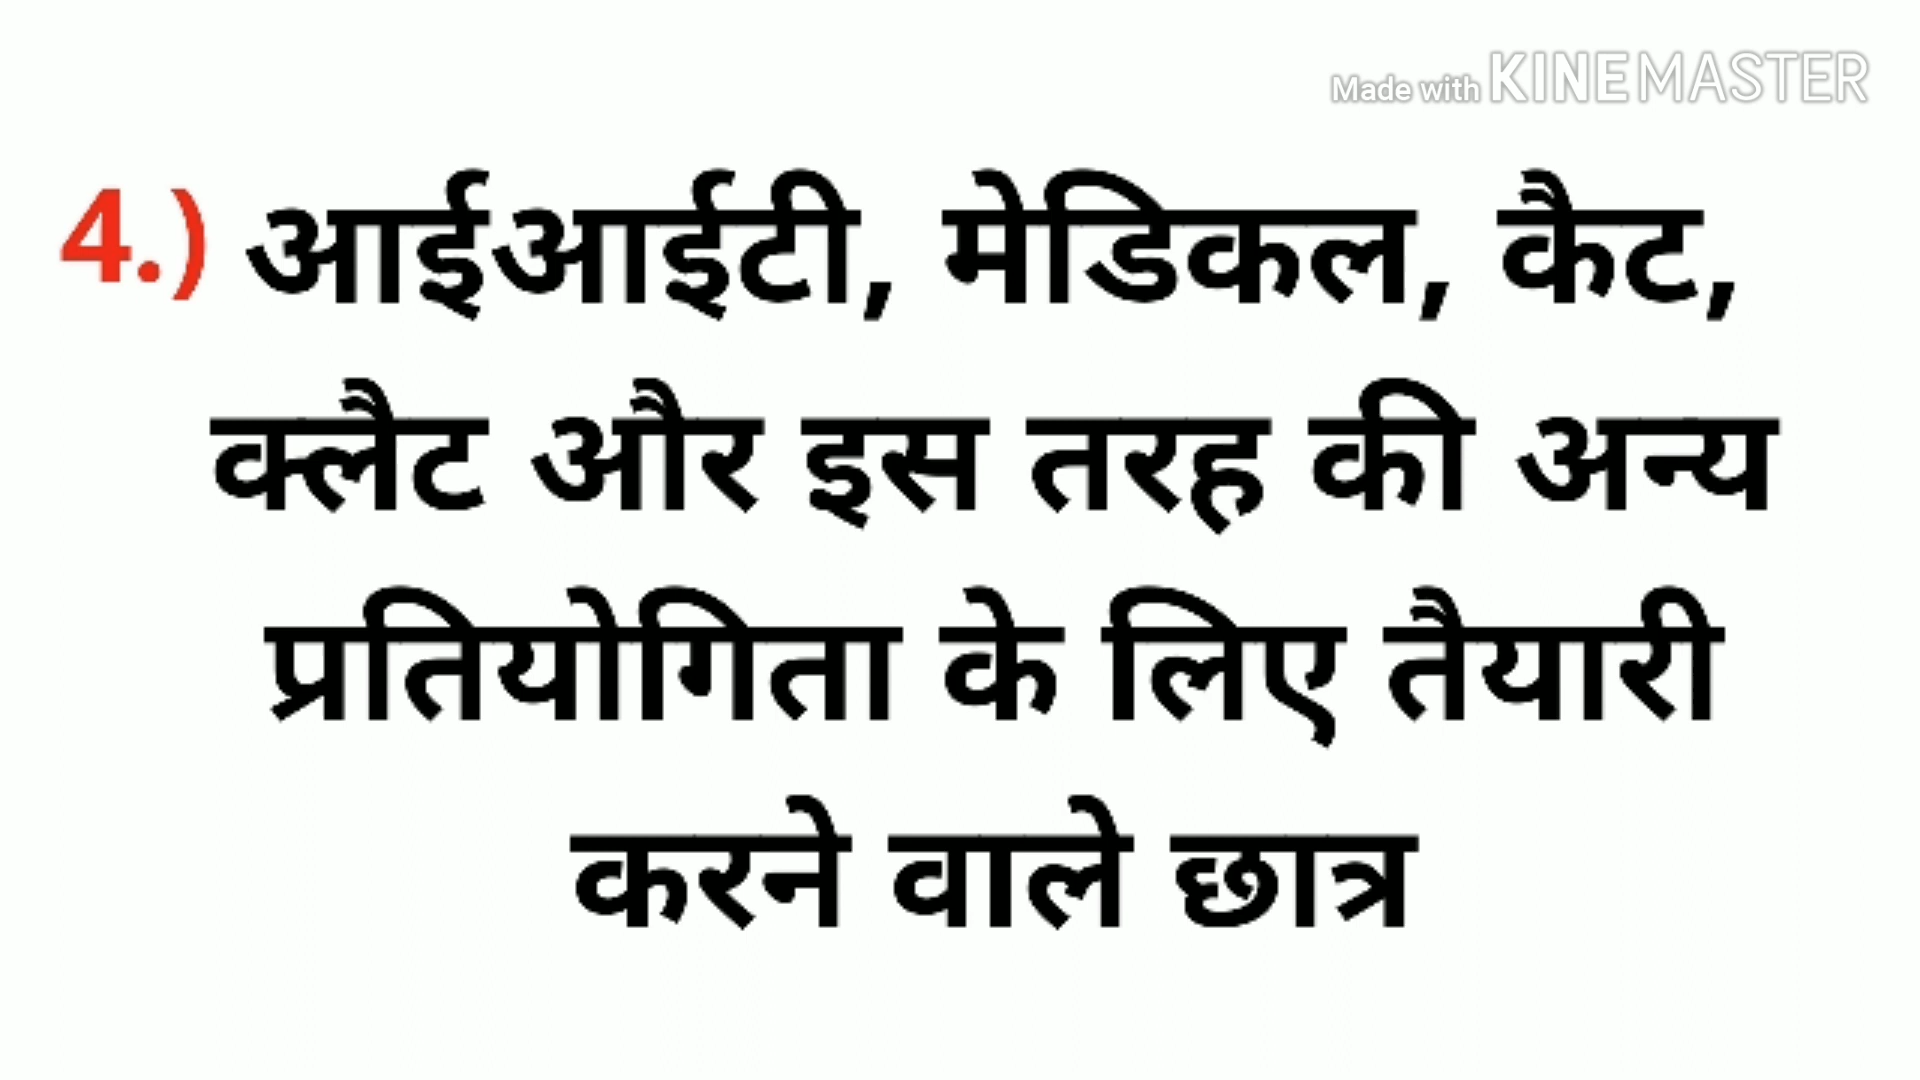 Made with KINEMASTER
4.) आईआईटी, मेडिकल, कैट,
क्लैट और इस तरह की अन्य
प्रतियोगिता के लिए तैयारी
करने वाले छात्र